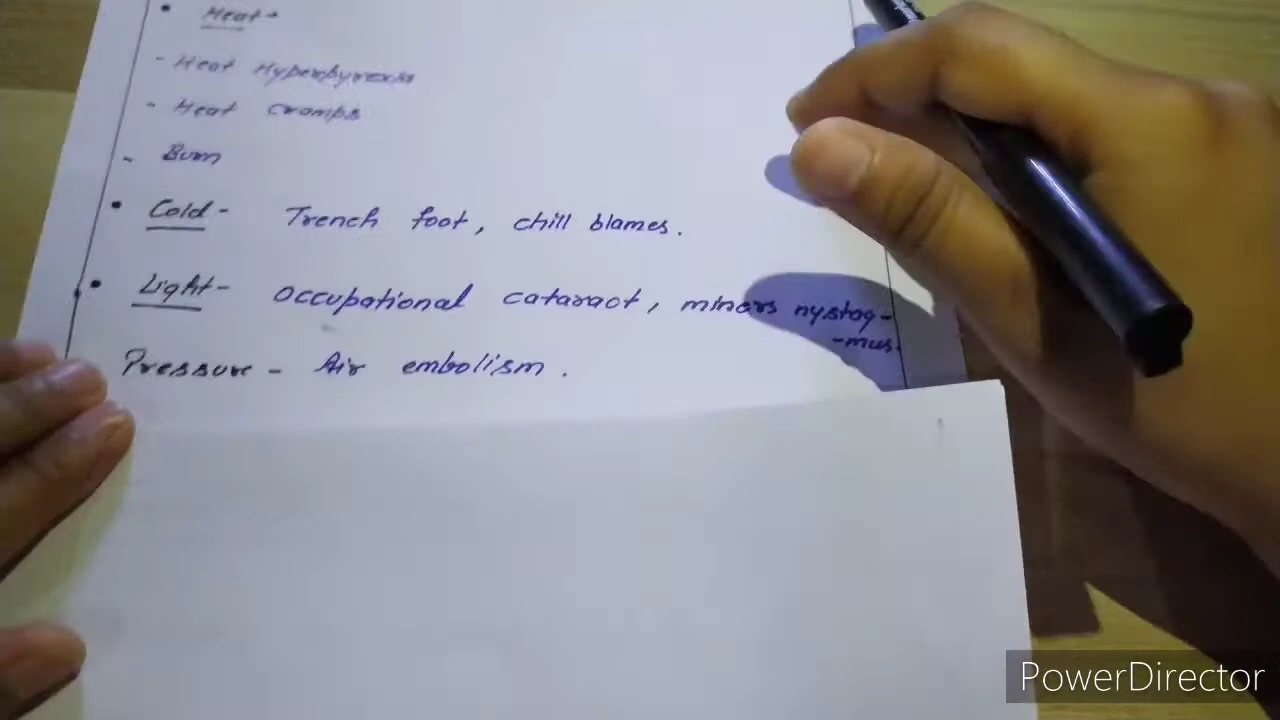 • Heat-
- Heat Hyperpyrexia
- Heat cramps
- Burn
• Cold - Trench foot, chill blames.
• Light - Occupational cataract, minors nystag-
-mus.
Pressure - Air embolism.
PowerDirector